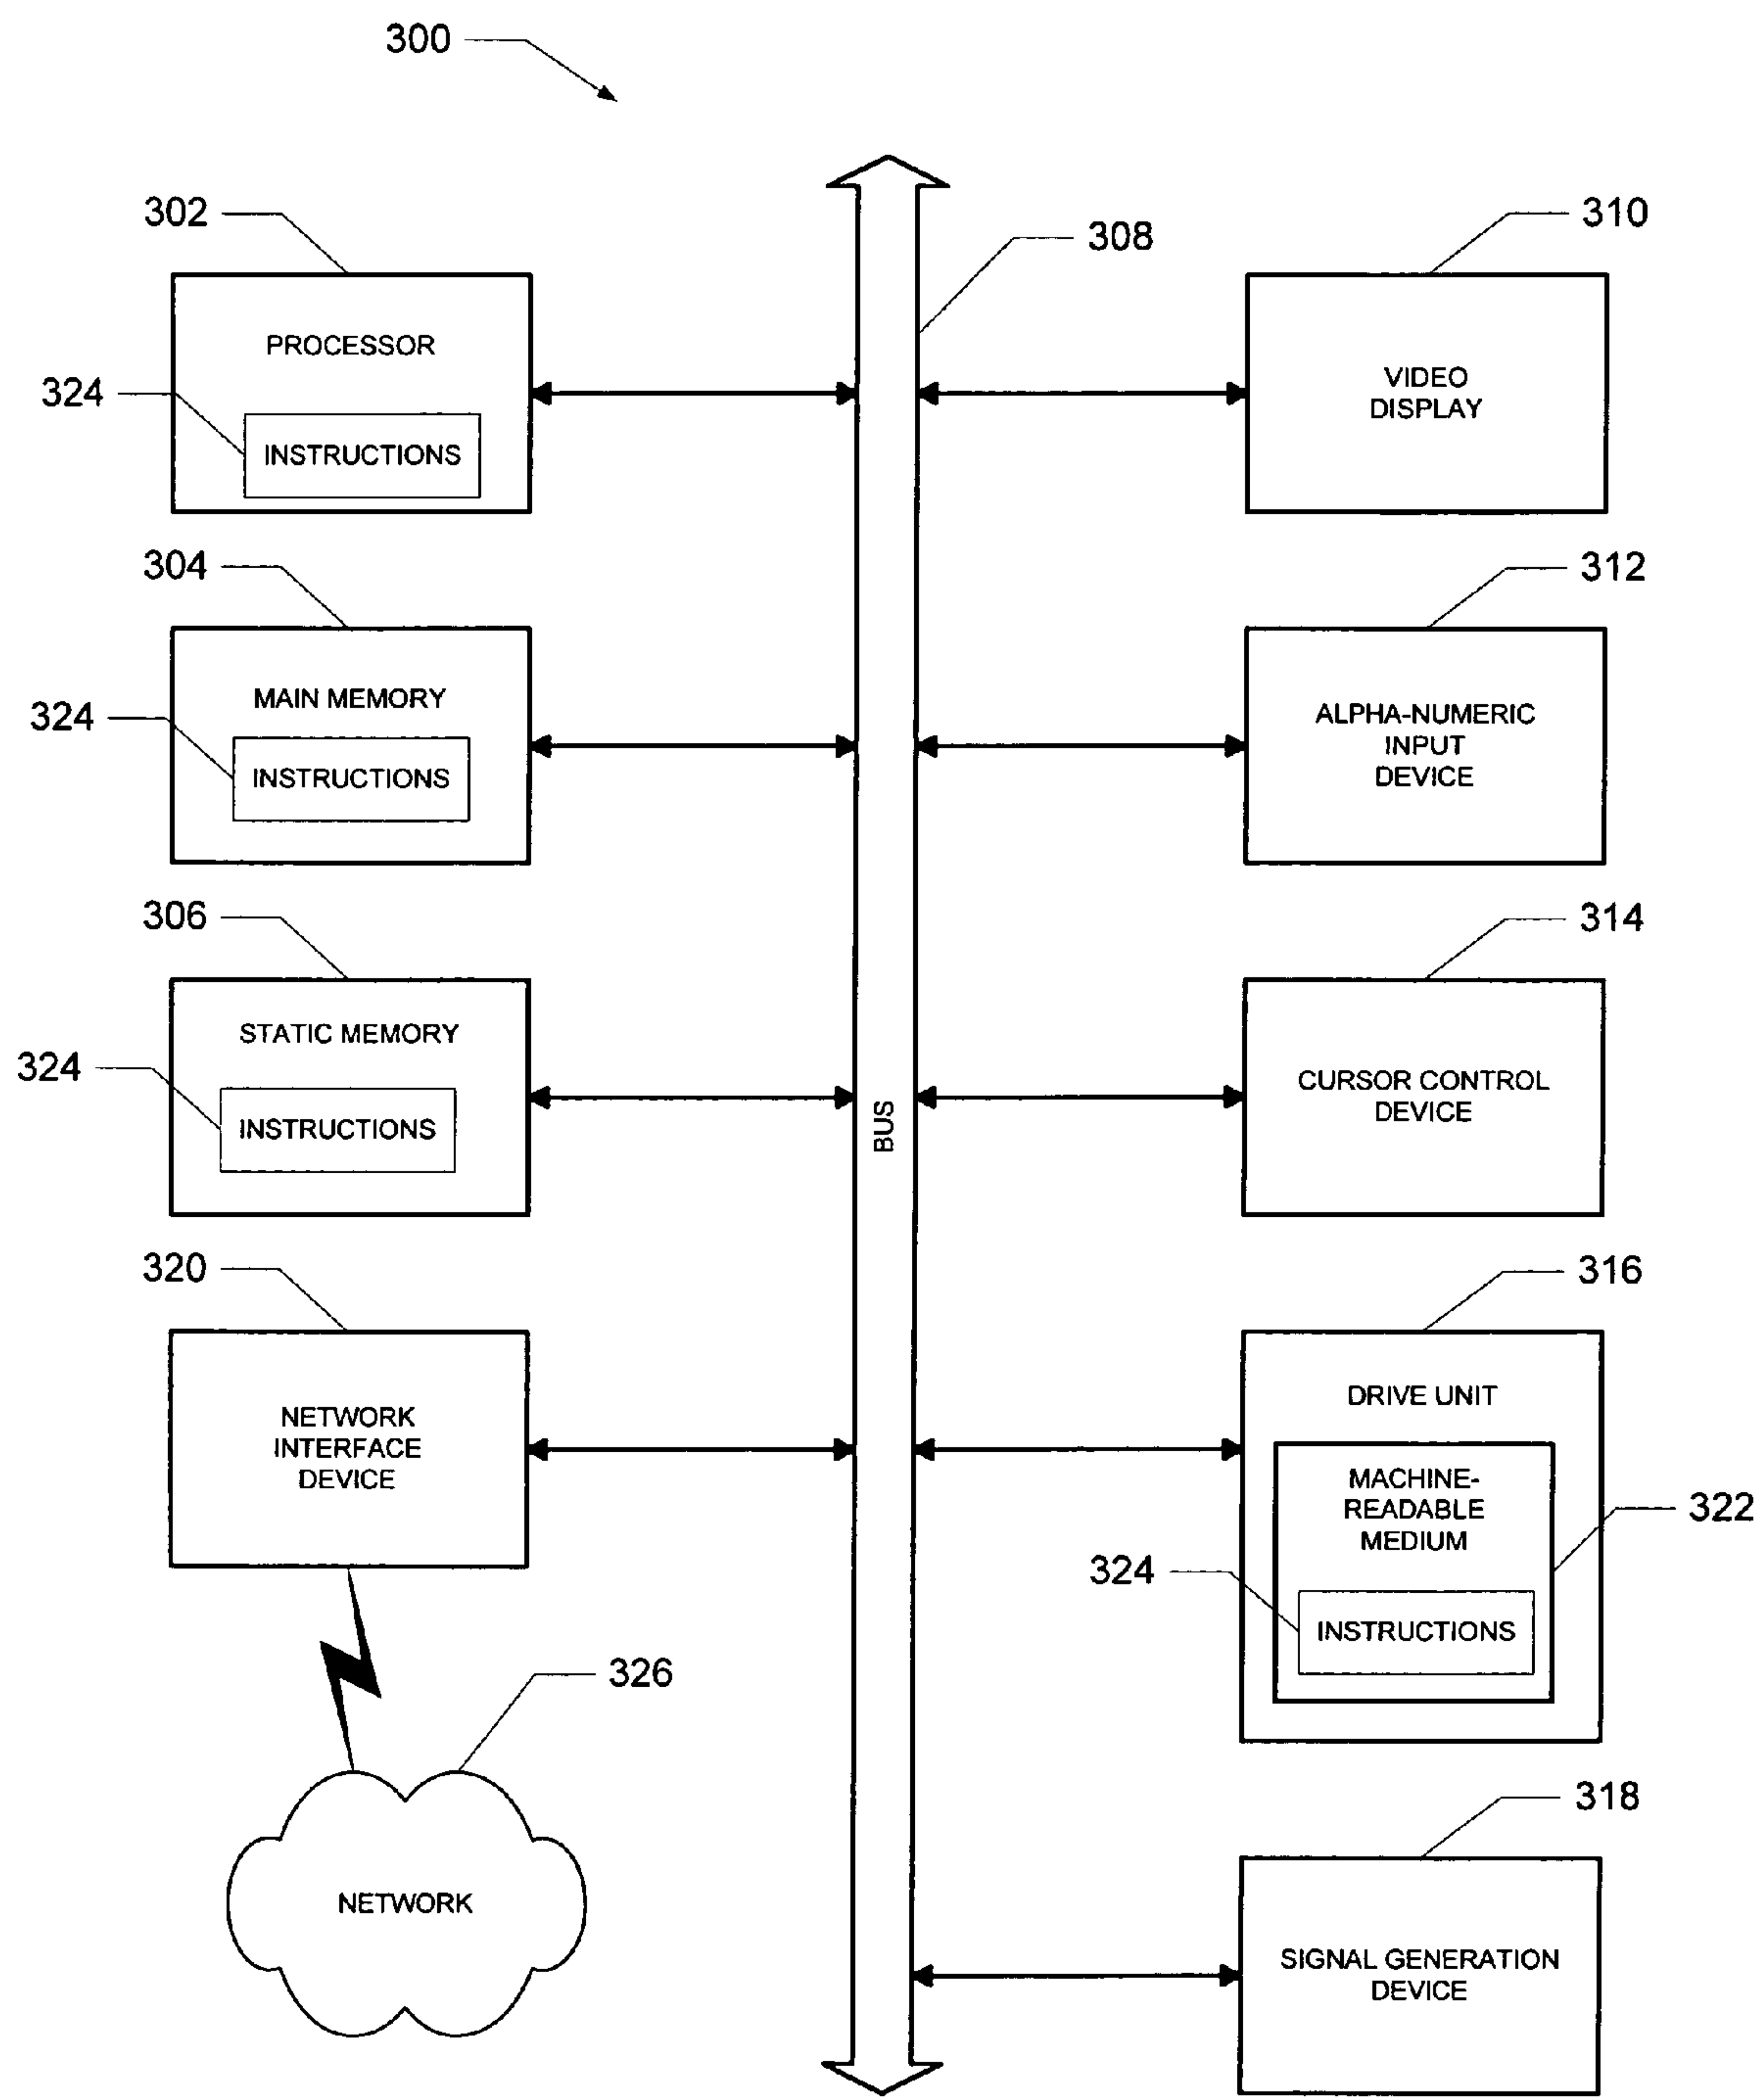 300
302
PROCESSOR
324
INSTRUCTIONS
304
MAIN MEMORY
324
INSTRUCTIONS
306
STATIC MEMORY
324
INSTRUCTIONS
320
NETWORK
INTERFACE
DEVICE
326
NETWORK
308
BUS
310
VIDEO
DISPLAY
312
ALPHA-NUMERIC
INPUT
DEVICE
314
CURSOR CONTROL
DEVICE
316
DRIVE UNIT
MACHINE-
READABLE
MEDIUM
322
324
INSTRUCTIONS
318
SIGNAL GENERATION
DEVICE